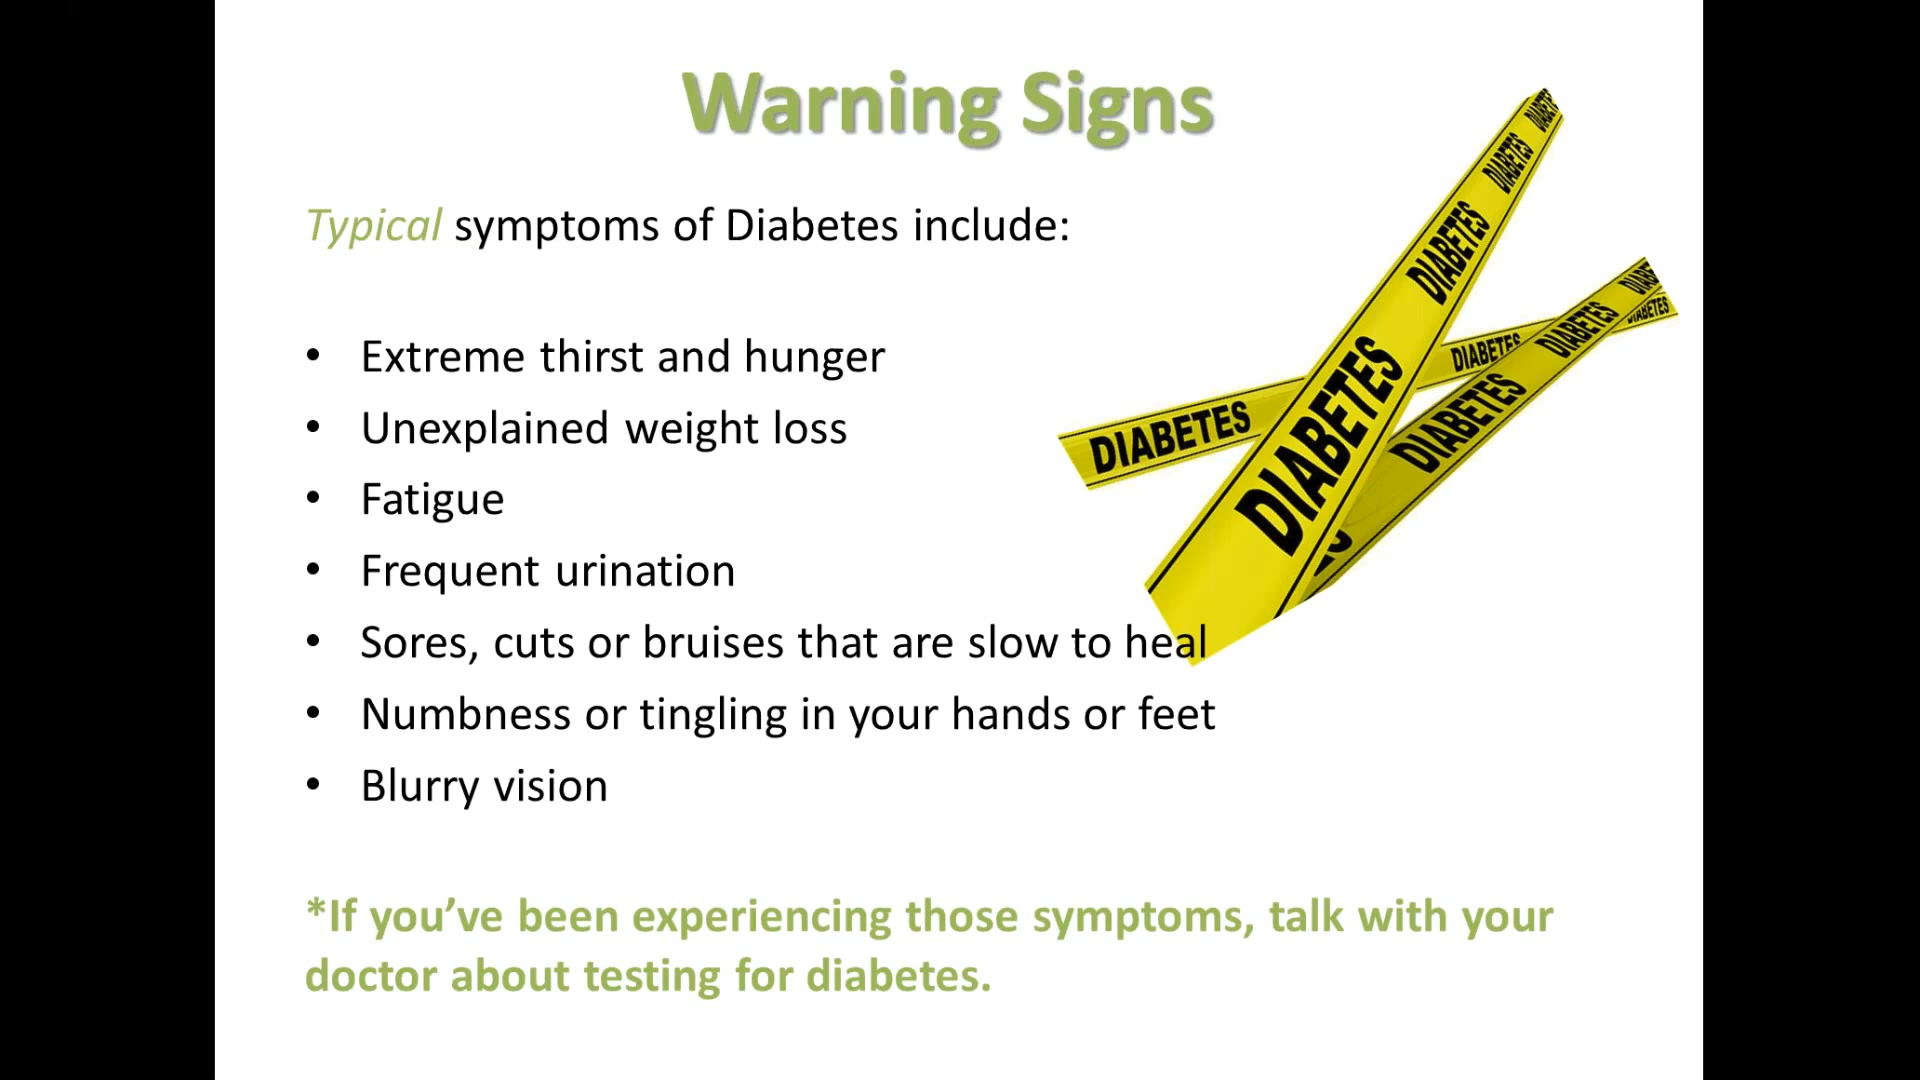 Warning Signs
Typical symptoms of Diabetes include:
• Extreme thirst and hunger
• Unexplained weight loss
• Fatigue
• Frequent urination
• Sores, cuts or bruises that are slow to heal
• Numbness or tingling in your hands or feet
• Blurry vision
*If you’ve been experiencing those symptoms, talk with your
doctor about testing for diabetes.
DIABETES
DIABETES
DIABETES
DIABETES
DIABETES
DIABETES
DIABETES
DIABETES
DIABETES